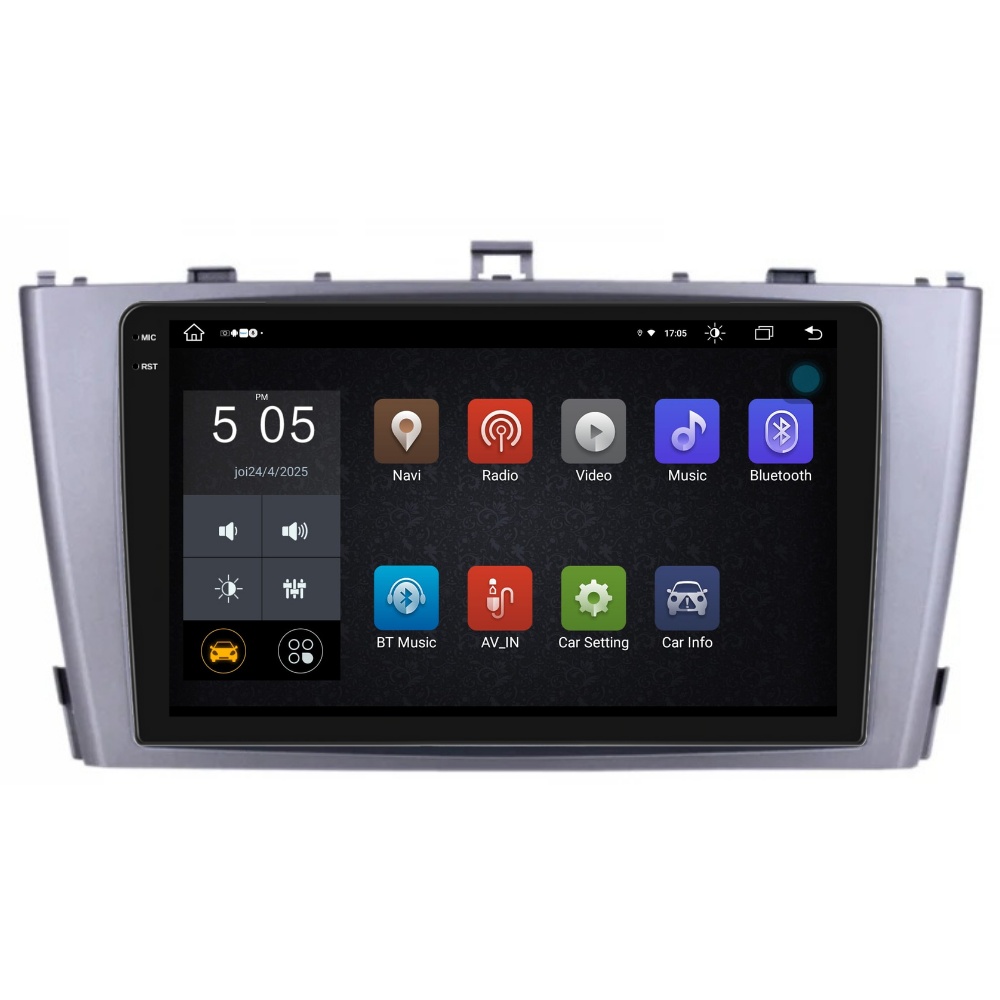 MIC
RST
17:05
PM
5 05
joi24/4/2025
Navi
Radio
Video
Music
Bluetooth
BT Music
AV_IN
Car Setting
Car Info